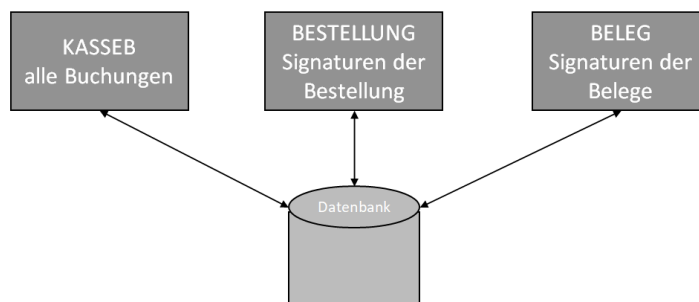 KASSEB
alle Buchungen
BESTELLUNG
Signaturen der
Bestellung
BELEG
Signaturen der
Belege
Datenbank